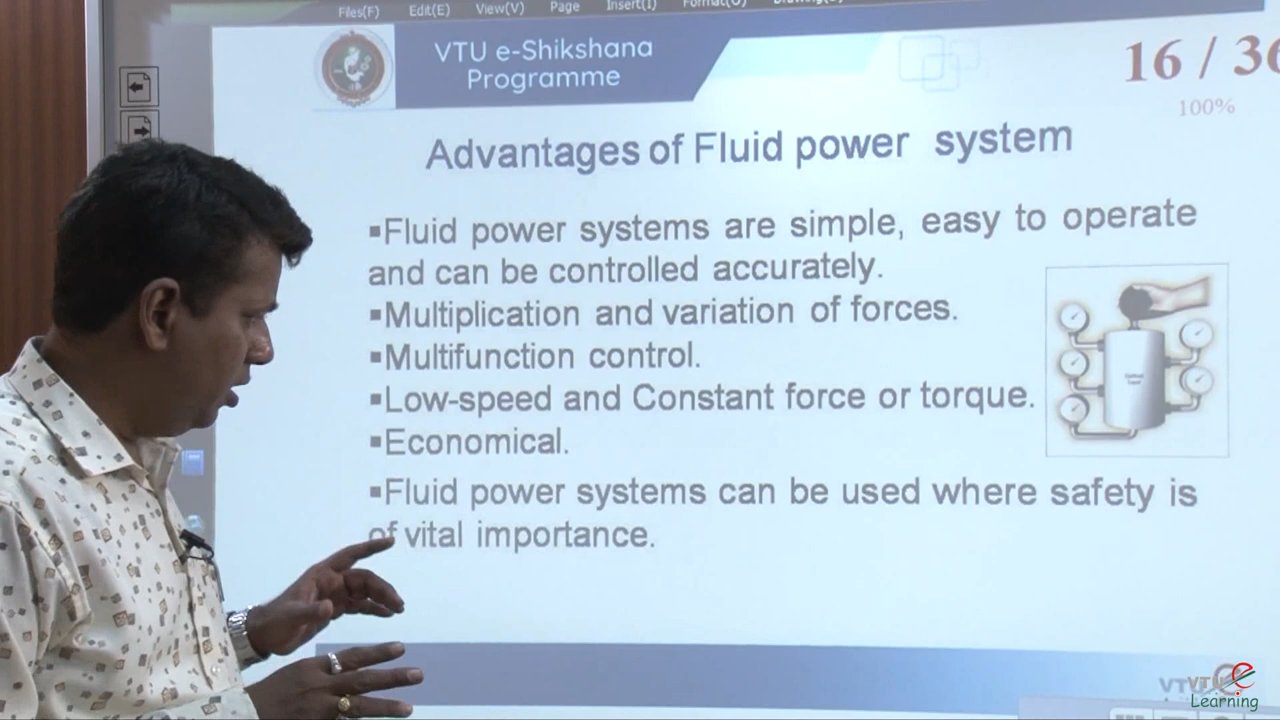 Files(F) Edit(E) View(V) Page Insert(I) Format(O)
VTU e-Shikshana
Programme
16 / 36
100%
Advantages of Fluid power system
▪Fluid power systems are simple, easy to operate
and can be controlled accurately.
▪Multiplication and variation of forces.
▪Multifunction control.
▪Low-speed and Constant force or torque.
▪Economical.
▪Fluid power systems can be used where safety is
of vital importance.
VTU
Learning